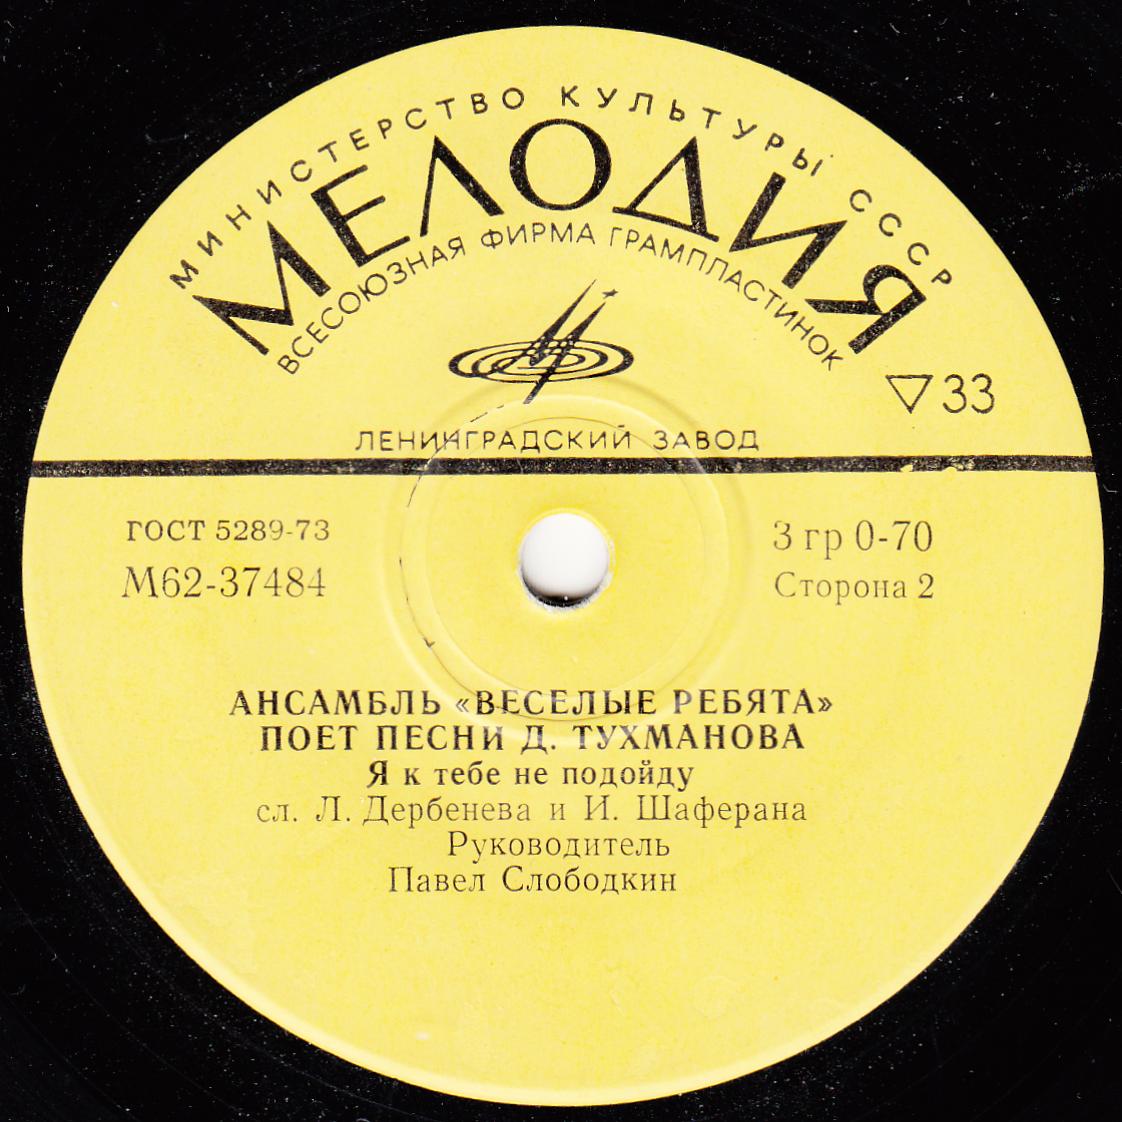 МИНИСТЕРСТВО КУЛЬТУРЫ СССР
МЕЛОДИЯ
ВСЕСОЮЗНАЯ ФИРМА ГРАМПЛАСТИНОК
▽33
ЛЕНИНГРАДСКИЙ ЗАВОД
ГОСТ 5289-73
3 гр 0-70
М62-37484
Сторона 2
АНСАМБЛЬ «ВЕСЕЛЫЕ РЕБЯТА»
ПОЕТ ПЕСНИ Д. ТУХМАНОВА
Я к тебе не подойду
сл. Л. Дербенева и И. Шаферана
Руководитель
Павел Слободкин